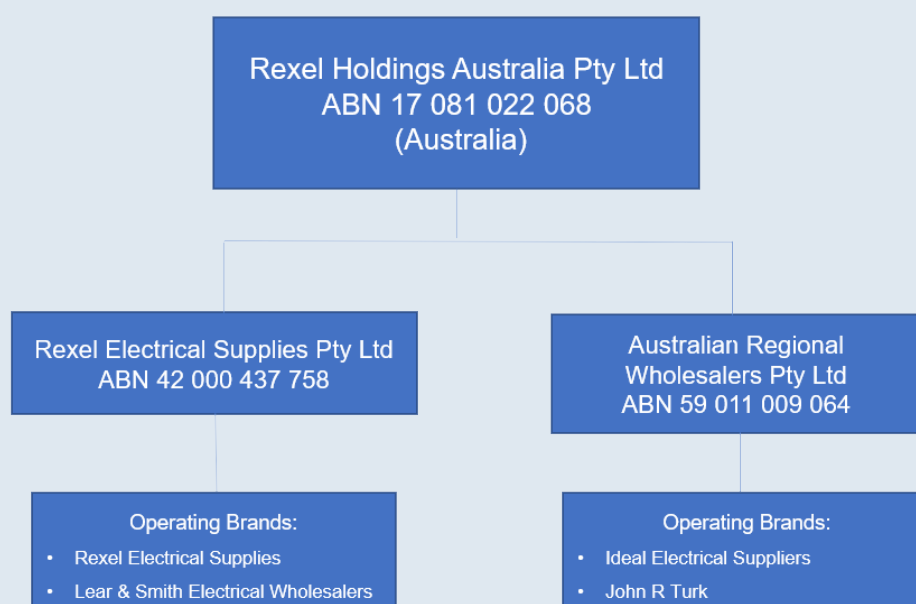 Rexel Holdings Australia Pty Ltd
ABN 17 081 022 068
(Australia)
Rexel Electrical Supplies Pty Ltd
ABN 42 000 437 758
Australian Regional
Wholesalers Pty Ltd
ABN 59 011 009 064
Operating Brands:
• Rexel Electrical Supplies
• Lear & Smith Electrical Wholesalers
Operating Brands:
• Ideal Electrical Suppliers
• John R Turk